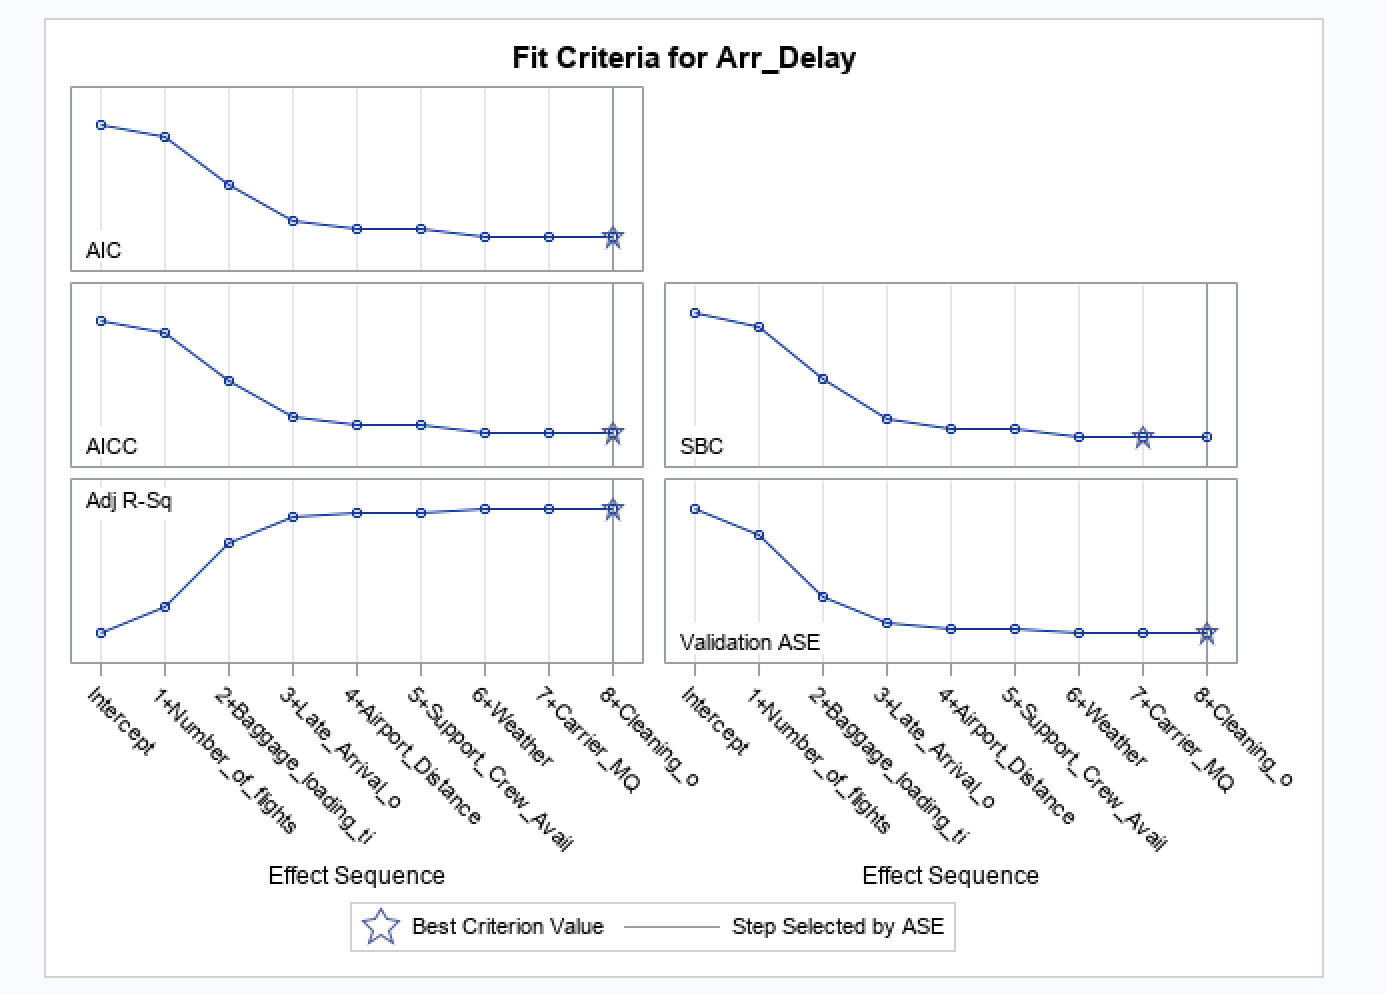 Fit Criteria for Arr_Delay
AIC
AICC
SBC
Adj R-Sq
Validation ASE
Intercept
1+Number_of_flights
2+Baggage_loading_ti
3+Late_Arrival_o
4+Airport_Distance
5+Support_Crew_Avail
6+Weather
7+Carrier_MQ
8+Cleaning_o
Intercept
1+Number_of_flights
2+Baggage_loading_ti
3+Late_Arrival_o
4+Airport_Distance
5+Support_Crew_Avail
6+Weather
7+Carrier_MQ
8+Cleaning_o
Effect Sequence
Effect Sequence
Best Criterion Value
Step Selected by ASE